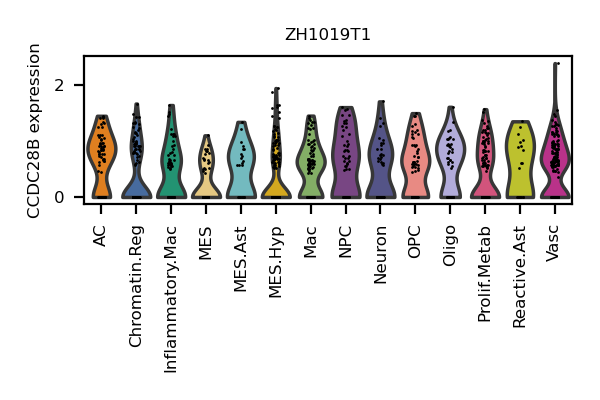 ZH1019T1
CCDC28B expression
2
0
AC
Chromatin.Reg
Inflammatory.Mac
MES
MES.Ast
MES.Hyp
Mac
NPC
Neuron
OPC
Oligo
Prolif.Metab
Reactive.Ast
Vasc